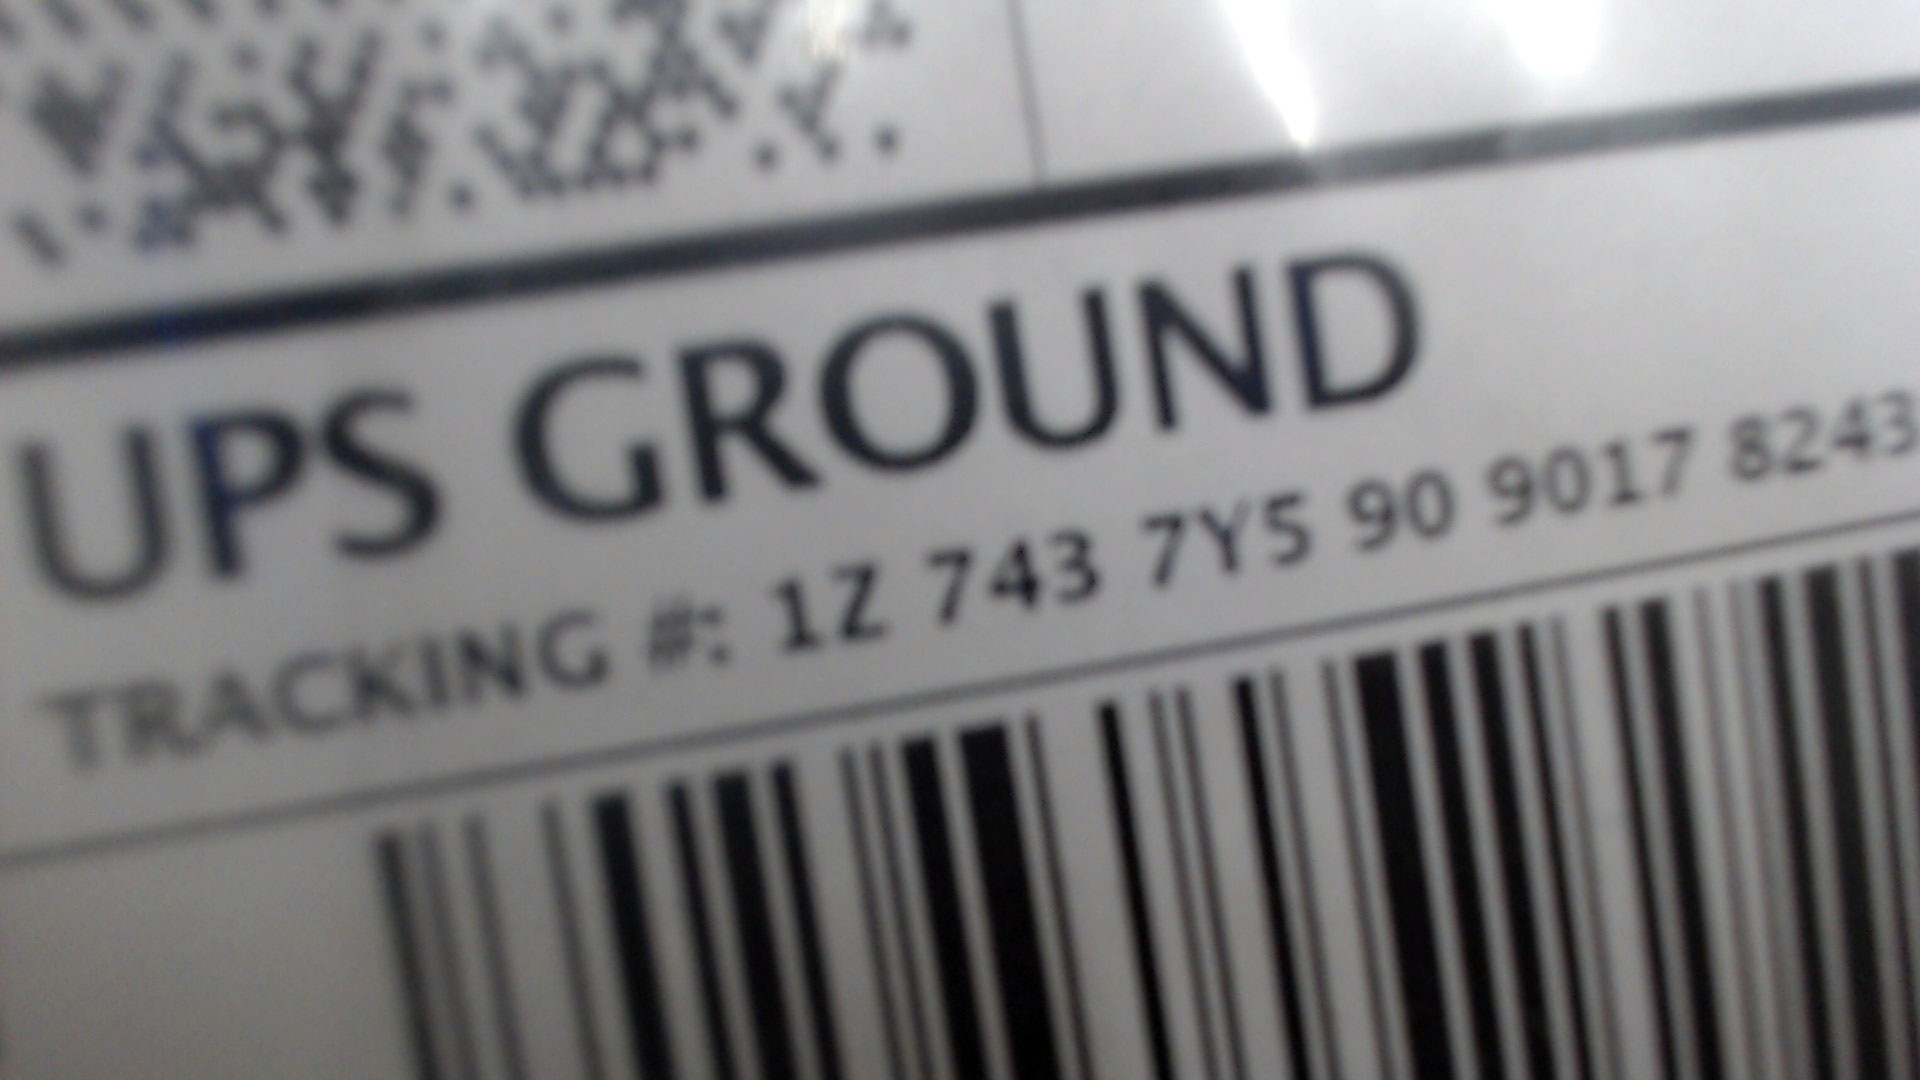 UPS GROUND
TRACKING #: 1Z 743 7Y5 90 9017 8243